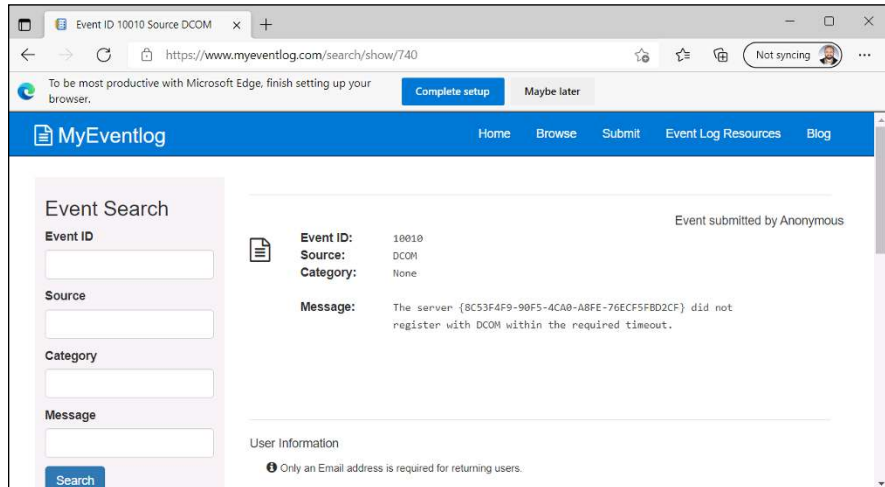 Event ID 10010 Source DCOM
https://www.myeventlog.com/search/show/740
Not syncing
To be most productive with Microsoft Edge, finish setting up your
browser.
Complete setup
Maybe later
MyEventlog
Home Browse Submit Event Log Resources Blog
Event Search
Event ID
Source
Category
Message
Search
Event submitted by Anonymous
Event ID: 10010
Source: DCOM
Category: None
Message: The server {8C53F4F9-90F5-4CA0-A8FE-76ECF5FBD2CF} did not
register with DCOM within the required timeout.
User Information
Only an Email address is required for returning users.